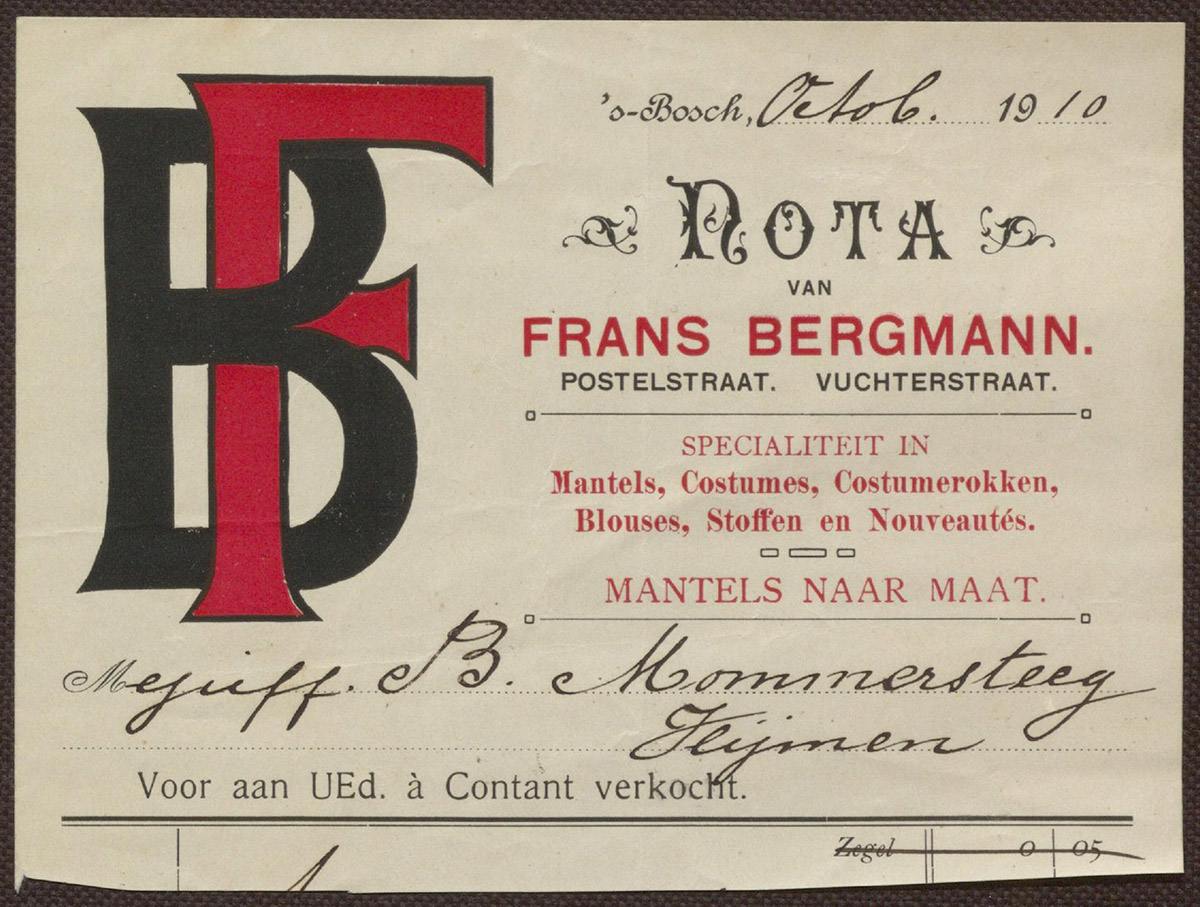 BF
's-Bosch, Octob. 1910
NOTA
VAN
FRANS BERGMANN.
POSTELSTRAAT. VUCHTERSTRAAT.
SPECIALITEIT IN
Mantels, Costumes, Costumerokken,
Blouses, Stoffen en Nouveautés.
MANTELS NAAR MAAT.
Mejuff. B. Mommersteeg
Heijmen
Voor aan UEd. à Contant verkocht.
Zegel 0 05